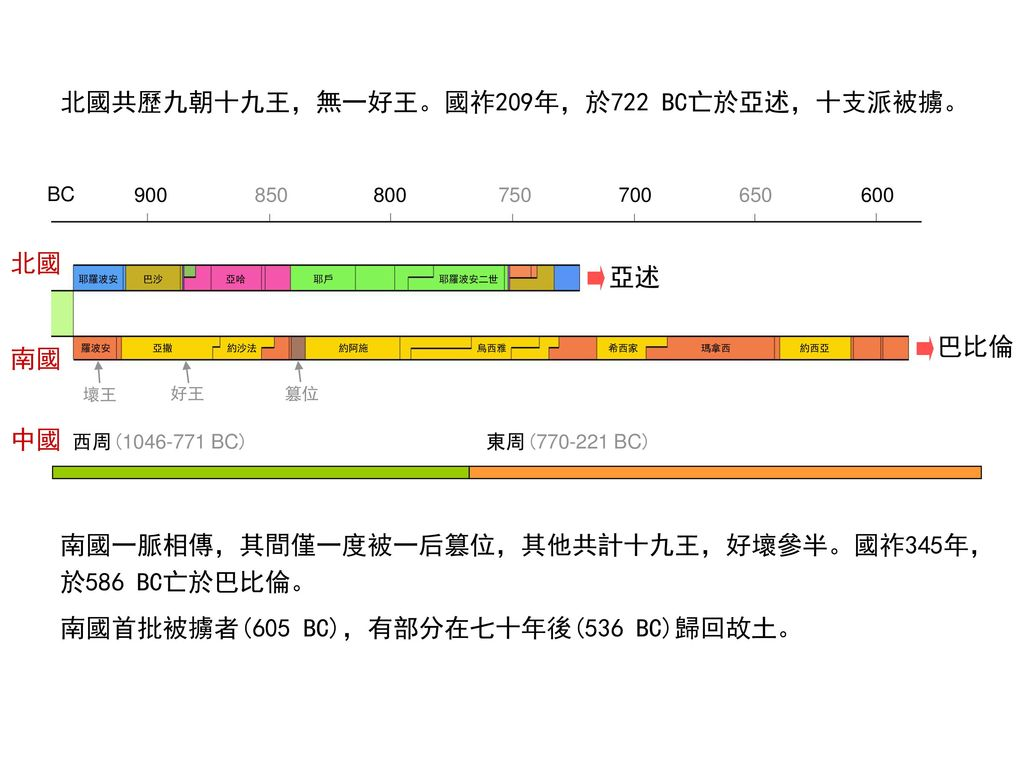 北國共歷九朝十九王，無一好王。國祚209年，於722 BC亡於亞述，十支派被擄。
BC 900 850 800 750 700 650 600
北國
耶羅波安 巴沙 亞哈 耶戶 耶羅波安二世
亞述
羅波安 亞撒 約沙法 約阿施 烏西雅 希西家 瑪拿西 約西亞
巴比倫
南國
壞王 好王 篡位
中國 西周(1046-771 BC) 東周(770-221 BC)
南國一脈相傳，其間僅一度被一后篡位，其他共計十九王，好壞參半。國祚345年，
於586 BC亡於巴比倫。
南國首批被擄者(605 BC)，有部分在七十年後(536 BC)歸回故土。